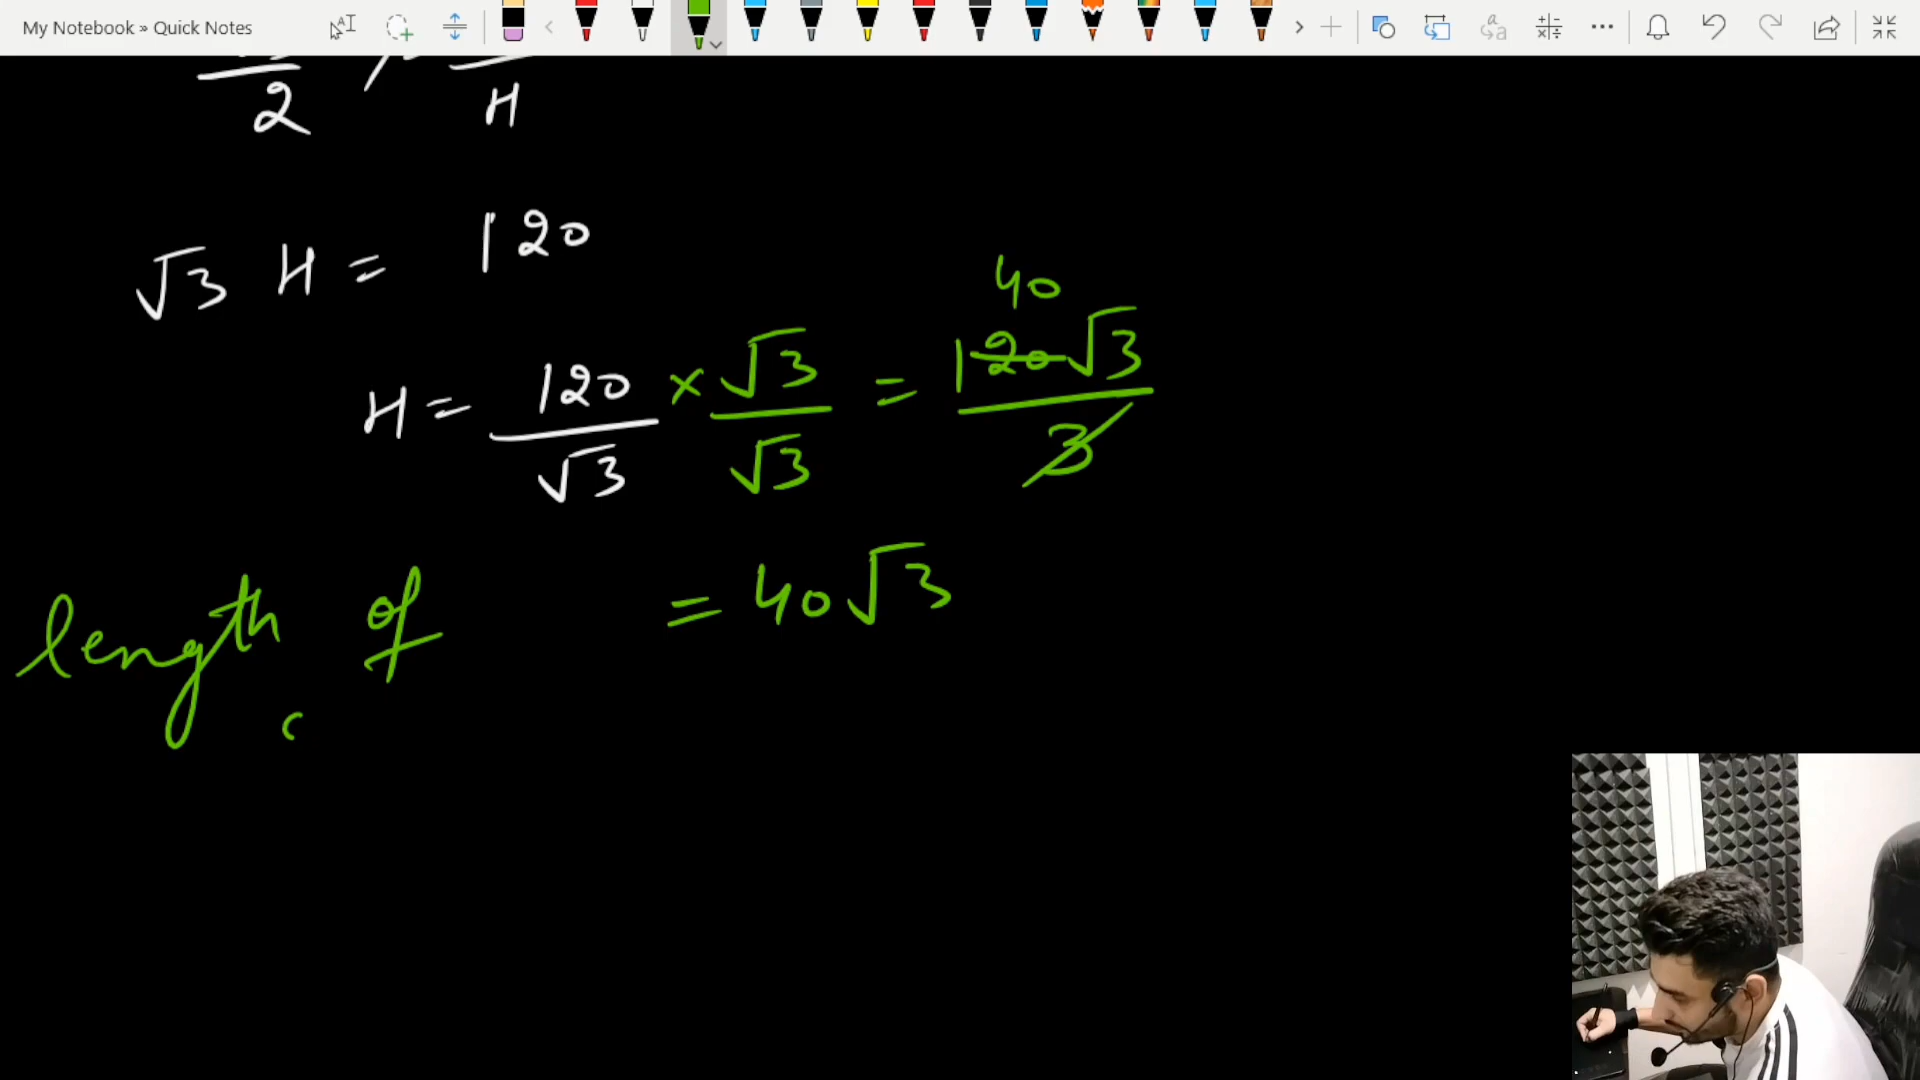 My Notebook » Quick Notes
2 H
√3 H = 120
40
H = 120/√3 × √3/√3 = 120√3/3
length of = 40√3